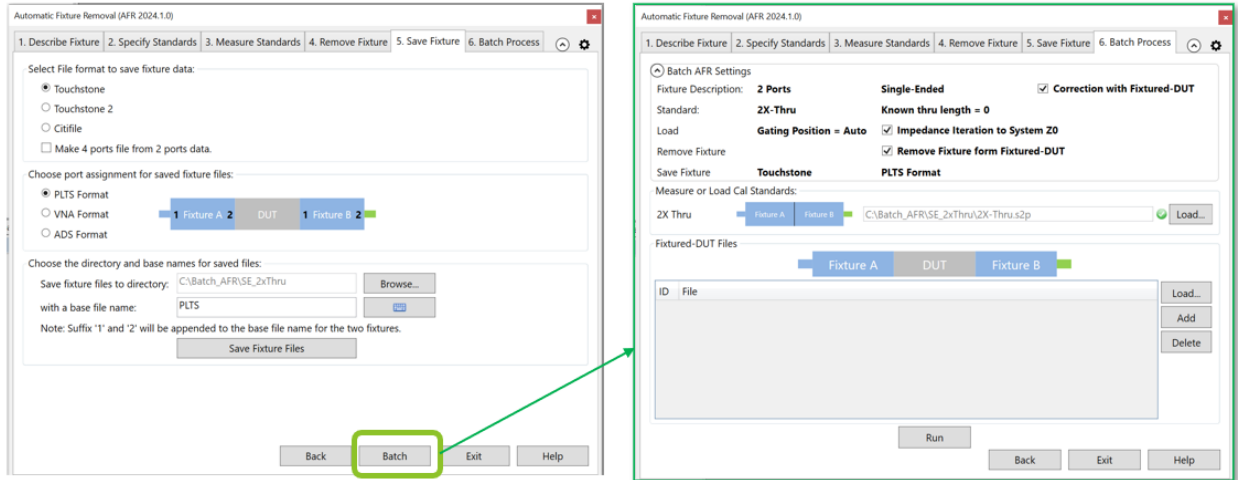 Automatic Fixture Removal (AFR 2024.1.0)
1. Describe Fixture 2. Specify Standards 3. Measure Standards 4. Remove Fixture 5. Save Fixture 6. Batch Process
Select File format to save fixture data:
Touchstone
Touchstone 2
Citifile
Make 4 ports file from 2 ports data.
Choose port assignment for saved fixture files:
PLTS Format
VNA Format
ADS Format
1 Fixture A 2 DUT 1 Fixture B 2
Choose the directory and base names for saved files:
Save fixture files to directory: C:\Batch_AFR\SE_2xThru Browse...
with a base file name: PLTS
Note: Suffix '1' and '2' will be appended to the base file name for the two fixtures.
Save Fixture Files
Back Batch Exit Help
Automatic Fixture Removal (AFR 2024.1.0)
1. Describe Fixture 2. Specify Standards 3. Measure Standards 4. Remove Fixture 5. Save Fixture 6. Batch Process
Batch AFR Settings
Fixture Description: 2 Ports Single-Ended Correction with Fixtured-DUT
Standard: 2X-Thru Known thru length = 0
Load Gating Position = Auto Impedance Iteration to System Z0
Remove Fixture Remove Fixture form Fixtured-DUT
Save Fixture Touchstone PLTS Format
Measure or Load Cal Standards:
2X Thru Fixture A Fixture B C:\Batch_AFR\SE_2xThru\2X-Thru.s2p Load...
Fixtured-DUT Files
Fixture A DUT Fixture B
ID File
Load...
Add
Delete
Run
Back Exit Help